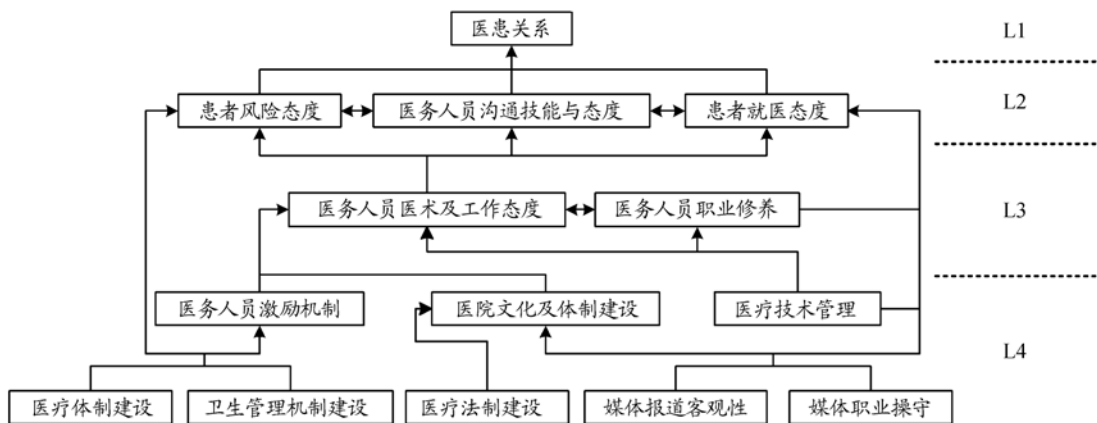 医患关系
L1
患者风险态度
医务人员沟通技能与态度
患者就医态度
L2
医务人员医术及工作态度
医务人员职业修养
L3
医务人员激励机制
医院文化及体制建设
医疗技术管理
L4
医疗体制建设
卫生管理机制建设
医疗法制建设
媒体报道客观性
媒体职业操守